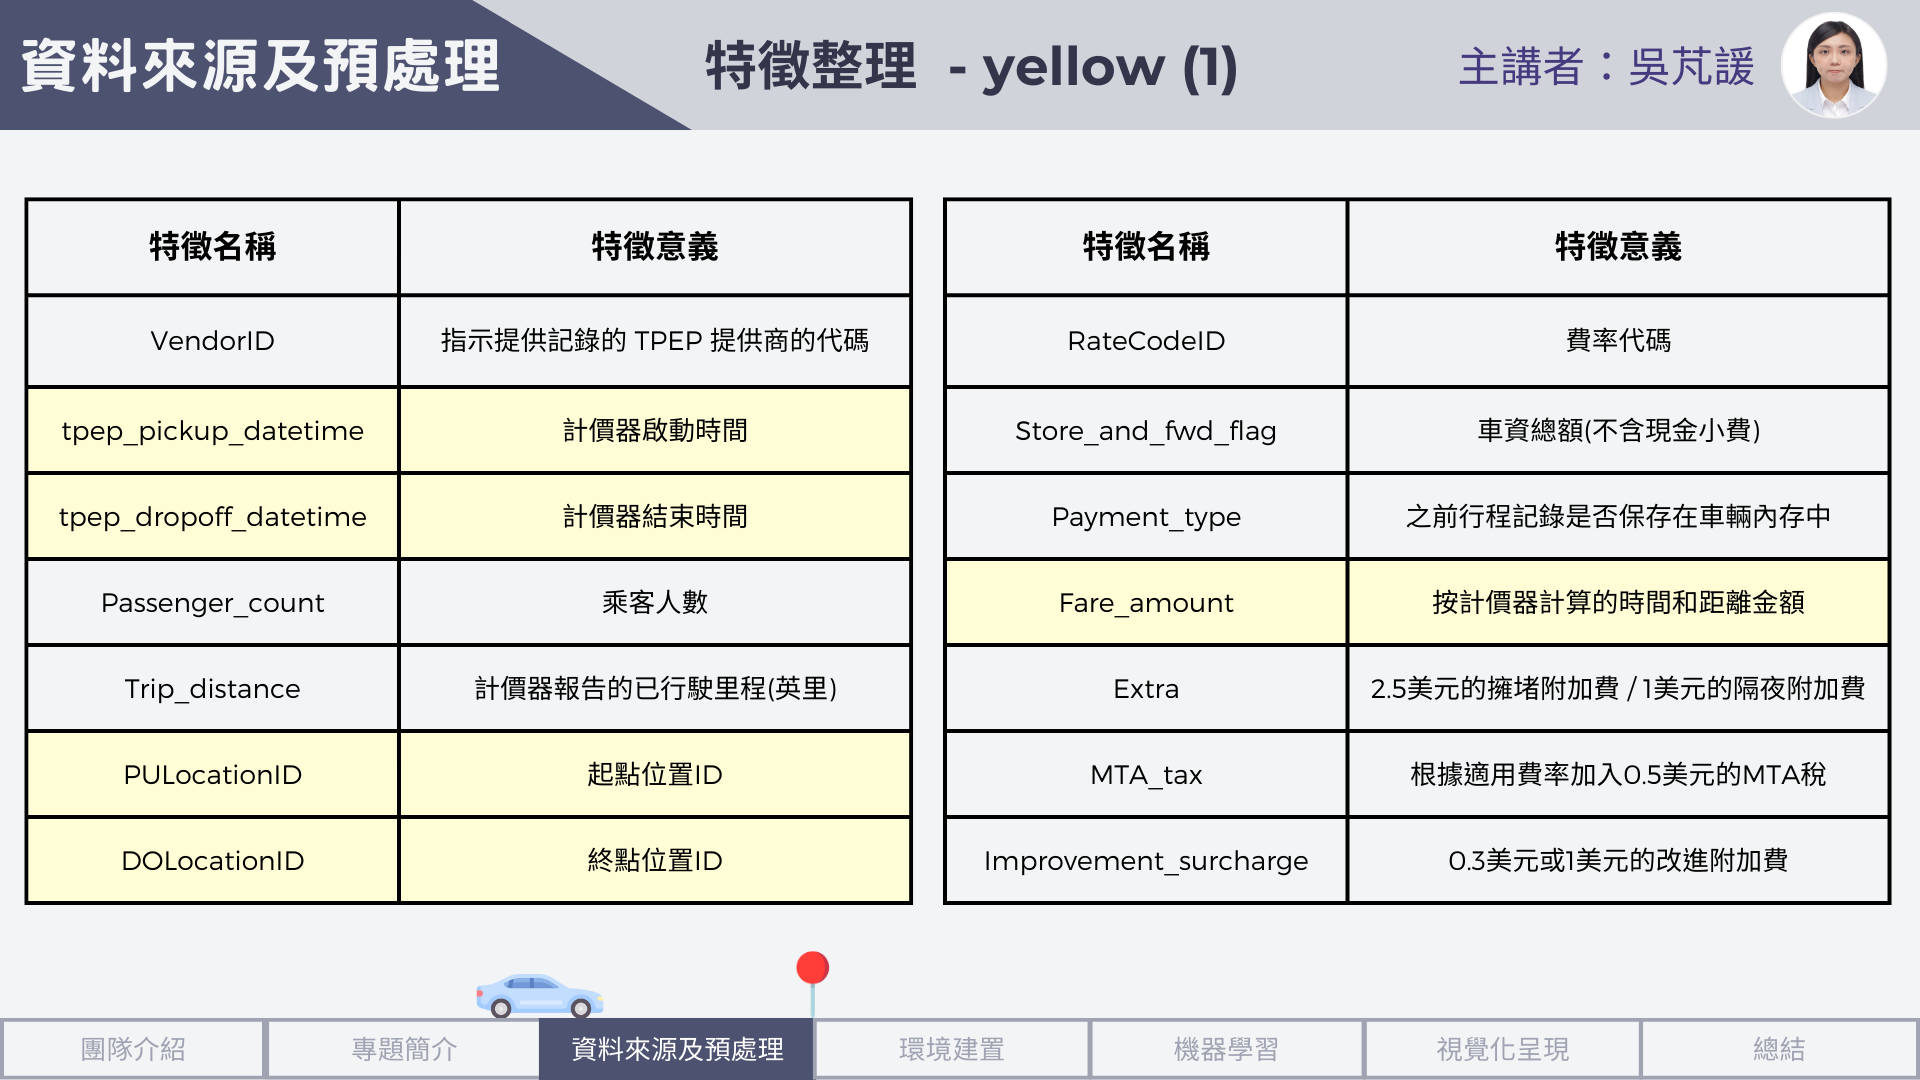 資料來源及預處理
特徵整理 - yellow (1)
主講者：吳芃諼
特徵名稱 特徵意義
VendorID 指示提供記錄的 TPEP 提供商的代碼
tpep_pickup_datetime 計價器啟動時間
tpep_dropoff_datetime 計價器結束時間
Passenger_count 乘客人數
Trip_distance 計價器報告的已行駛里程(英里)
PULocationID 起點位置ID
DOLocationID 終點位置ID
特徵名稱 特徵意義
RateCodeID 費率代碼
Store_and_fwd_flag 車資總額(不含現金小費)
Payment_type 之前行程記錄是否保存在車輛內存中
Fare_amount 按計價器計算的時間和距離金額
Extra 2.5美元的擁堵附加費 / 1美元的隔夜附加費
MTA_tax 根據適用費率加入0.5美元的MTA稅
Improvement_surcharge 0.3美元或1美元的改進附加費
團隊介紹 專題簡介 資料來源及預處理 環境建置 機器學習 視覺化呈現 總結